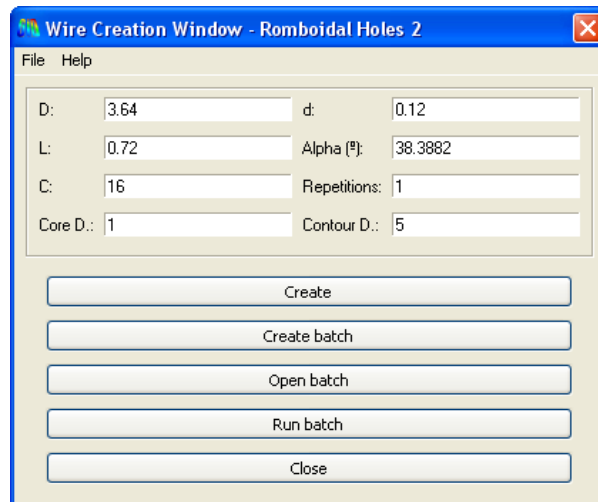 Wire Creation Window - Romboidal Holes 2
File Help
D: 3.64 d: 0.12
L: 0.72 Alpha (º): 38.3882
C: 16 Repetitions: 1
Core D.: 1 Contour D.: 5
Create
Create batch
Open batch
Run batch
Close